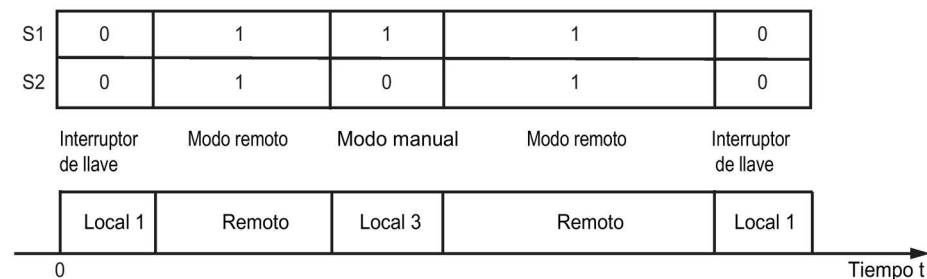 S1 0 1 1 1 0
S2 0 1 0 1 0
Interruptor de llave Modo remoto Modo manual Modo remoto Interruptor de llave
Local 1 Remoto Local 3 Remoto Local 1
0 Tiempo t